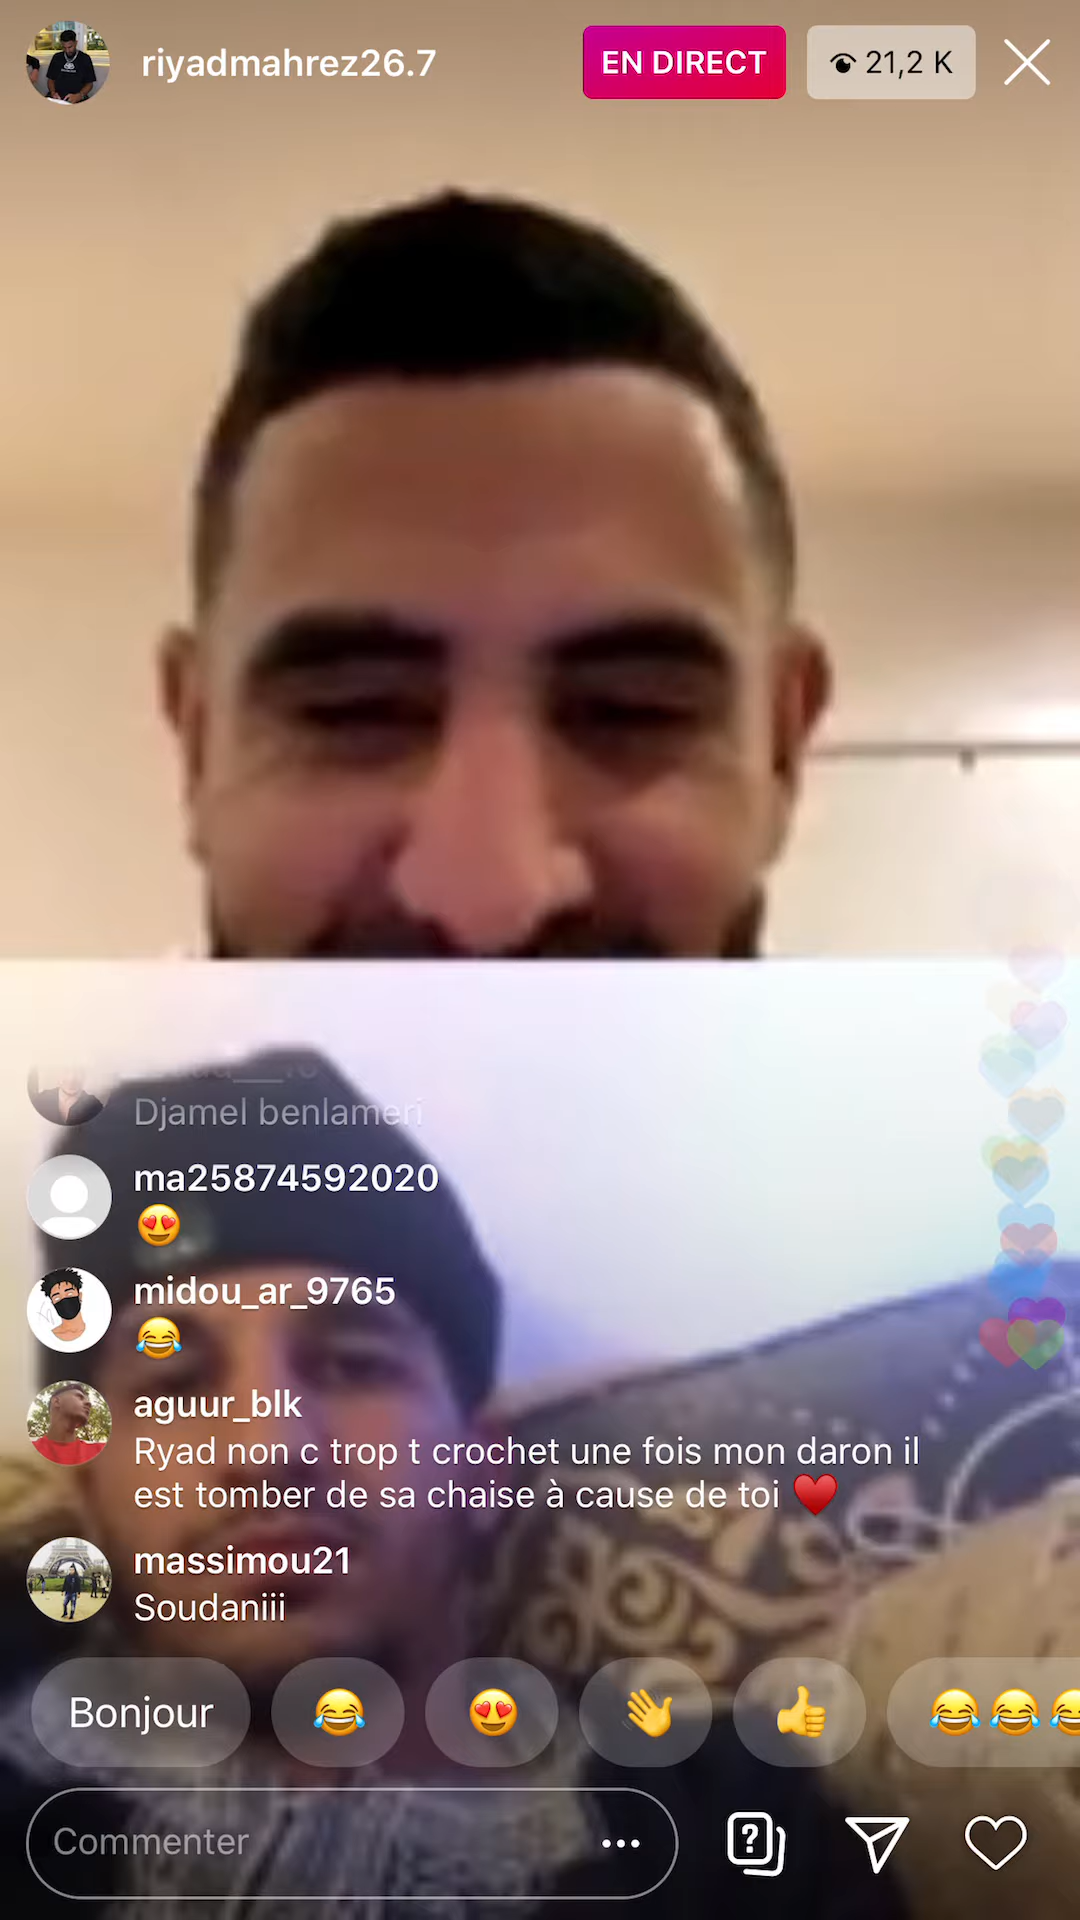 riyadmahrez26.7
EN DIRECT
21,2 K
Djamel benlameri
ma25874592020
😍
midou_ar_9765
😂
aguur_blk
Ryad non c trop t crochet une fois mon daron il
est tomber de sa chaise à cause de toi ♥️
massimou21
Soudaniii
Bonjour
😂
😍
👋
👍
😂😂😂
Commenter